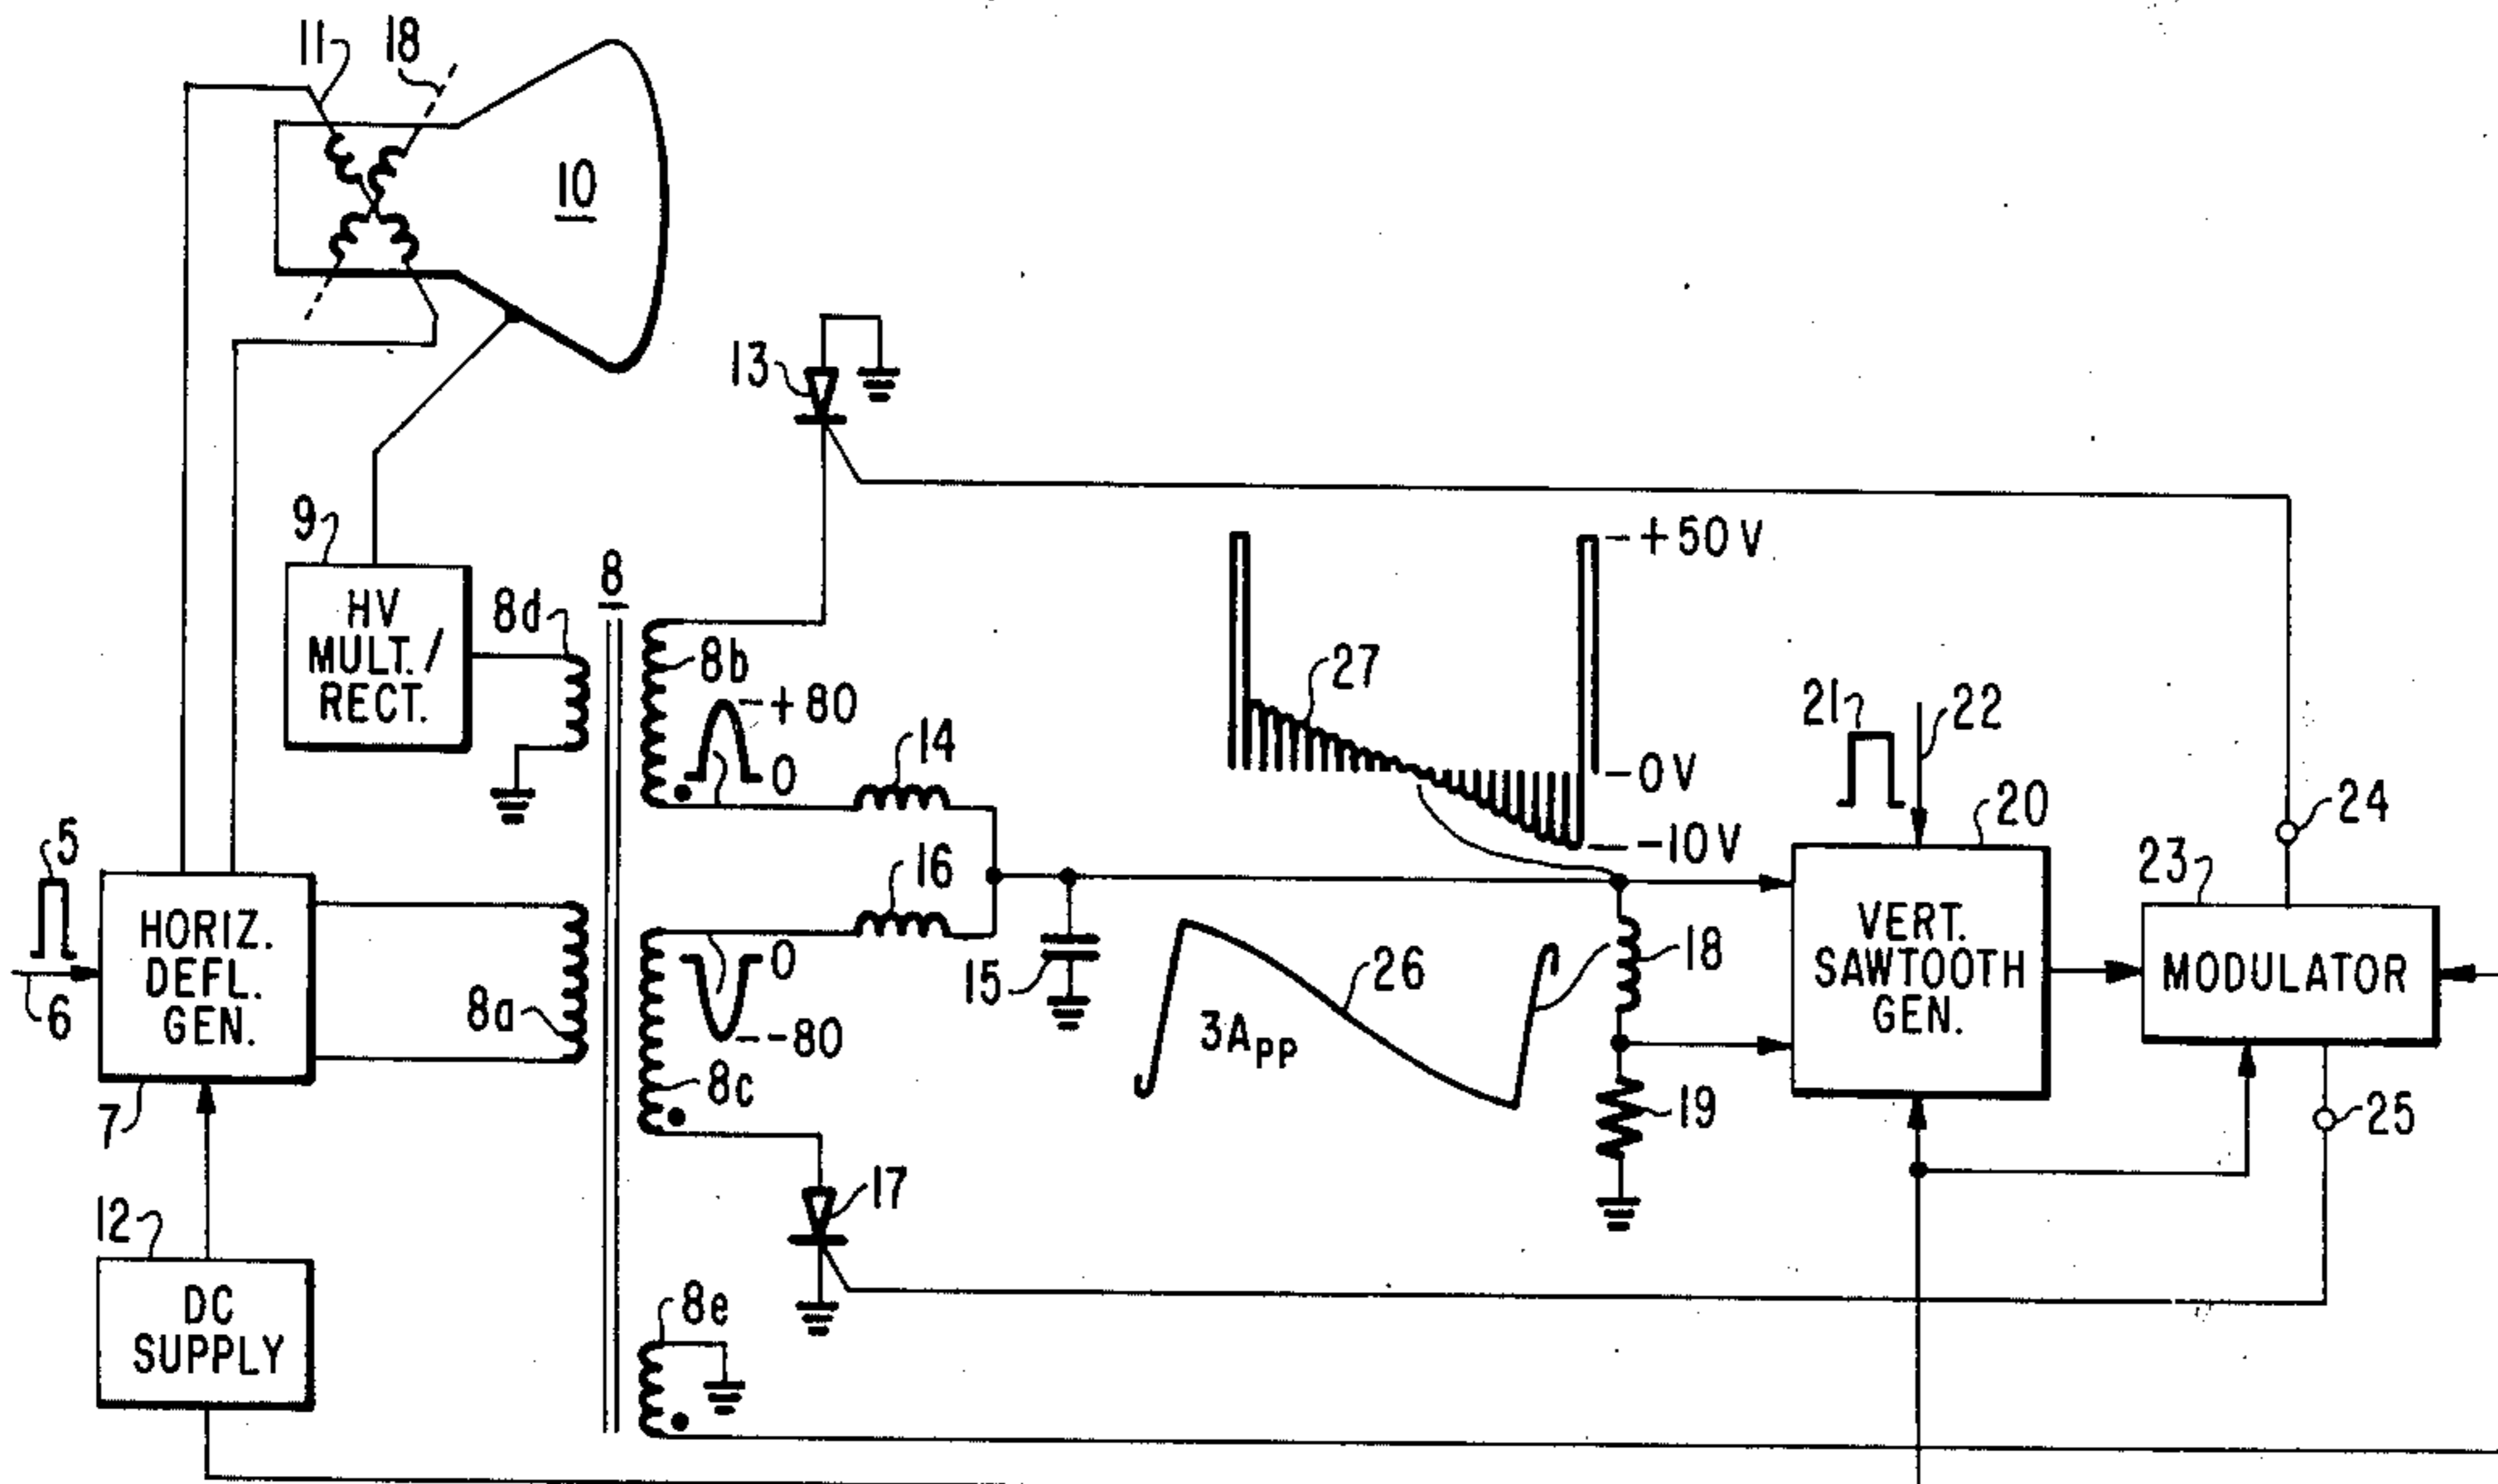 11
18
10
13
9
HV
MULT./
RECT.
8d
8
8b
+80
0
14
27
-+50V
-0V
--10V
21
22
20
24
5
6
HORIZ.
DEFL.
GEN.
7
8a
16
0
-80
8c
15
3APP
26
18
19
VERT.
SAWTOOTH
GEN.
23
MODULATOR
25
12
DC
SUPPLY
17
8e